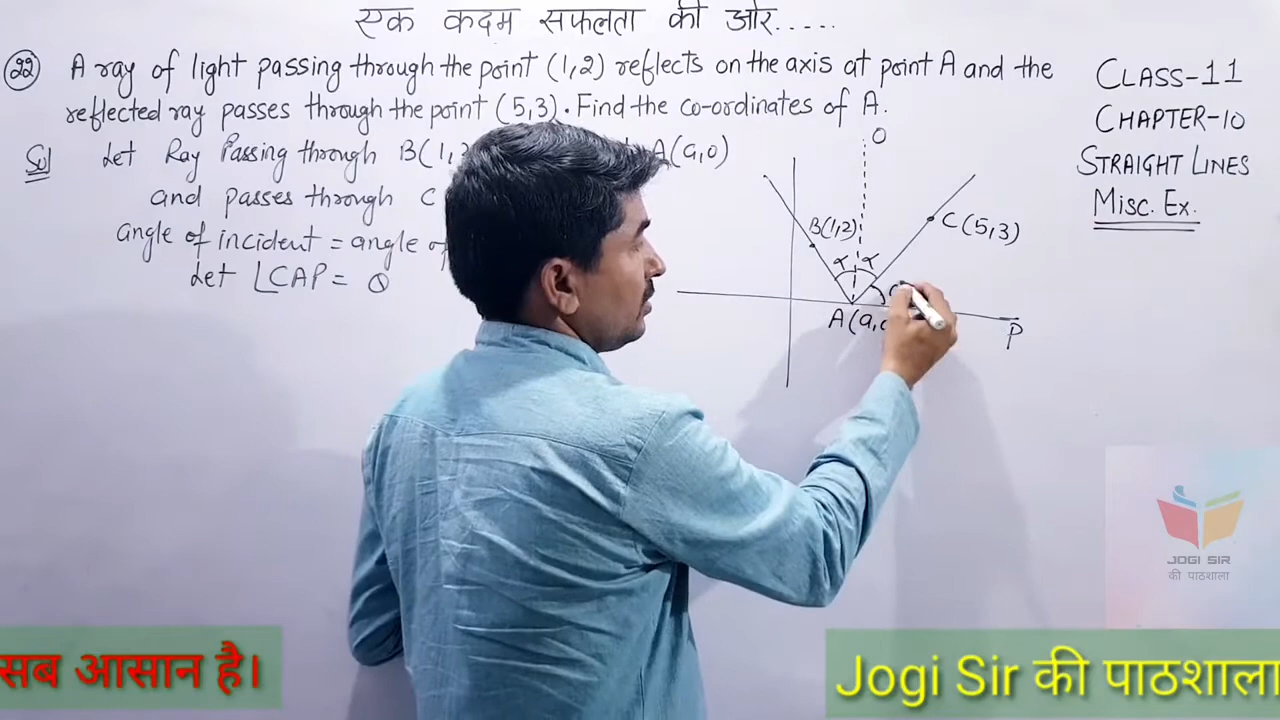 एक कदम सफलता की ओर.....
(22) A ray of light passing through the point (1,2) reflects on the axis at point A and the
reflected ray passes through the point (5,3). Find the co-ordinates of A.
Sol Let Ray Passing through B(1, A(a,0)
and passes through C
angle of incident = angle of
Let ∠CAP = θ
CLASS-11
CHAPTER-10
STRAIGHT LINES
Misc. Ex.
O
B(1,2)
C(5,3)
α α
A(a,
P
JOGI SIR
की पाठशाला
सब आसान है।
Jogi Sir की पाठशाला